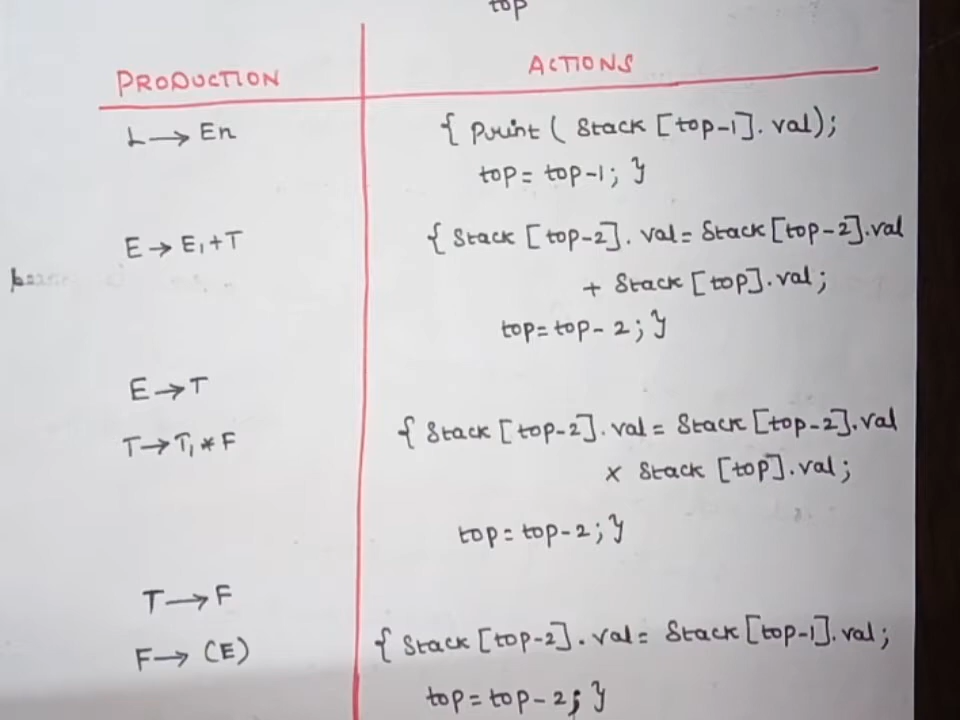 top
PRODUCTION ACTIONS
L → En { Print ( Stack [top-1]. val);
top = top-1; }
E → E₁+T { Stack [top-2]. val = Stack [top-2].val
+ Stack [top].val;
top = top- 2; }
E → T
T → T₁ * F { Stack [top-2]. val = Stack [top-2].val
x Stack [top].val;
top = top-2; }
T → F
F → (E) { Stack [top-2]. val = Stack [top-1].val;
top = top-2; }